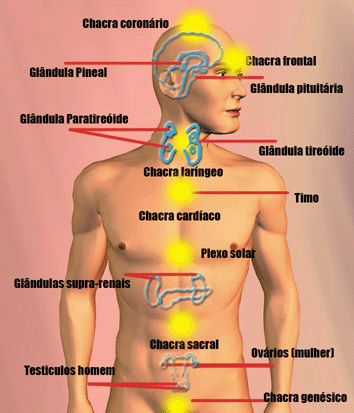 Chacra coronário
Chacra frontal
Glândula Pineal
Glândula pituitária
Glândula Paratireóide
Glândula tireóide
Chacra laríngeo
Timo
Chacra cardíaco
Plexo solar
Glândulas supra-renais
Chacra sacral
Ovários (mulher)
Testiculos homem
Chacra genésico